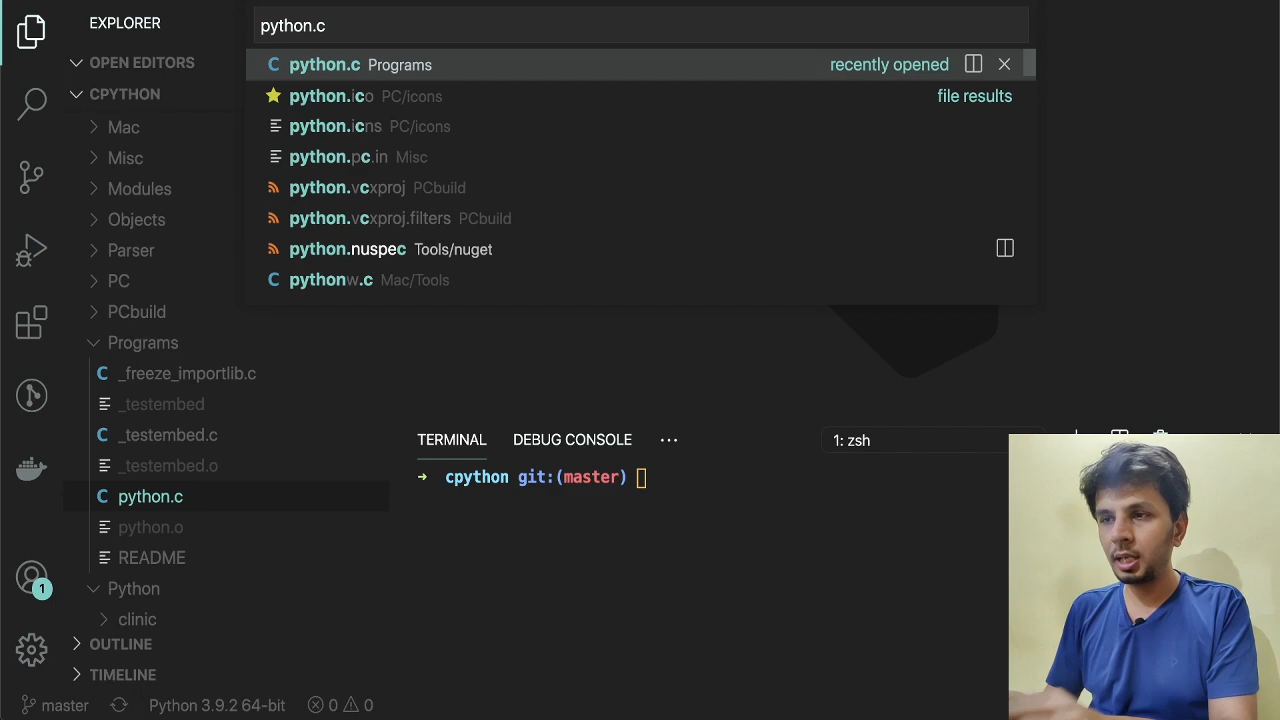 EXPLORER
OPEN EDITORS
CPYTHON
Mac
Misc
Modules
Objects
Parser
PC
PCbuild
Programs
_freeze_importlib.c
_testembed
_testembed.c
_testembed.o
python.c
python.o
README
Python
clinic
OUTLINE
TIMELINE
python.c
python.c Programs recently opened
python.ico PC/icons file results
python.icns PC/icons
python.pc.in Misc
python.vcxproj PCbuild
python.vcxproj.filters PCbuild
python.nuspec Tools/nuget
pythonw.c Mac/Tools
TERMINAL DEBUG CONSOLE ...
1: zsh
→ cpython git:(master)
1
master Python 3.9.2 64-bit 0 0